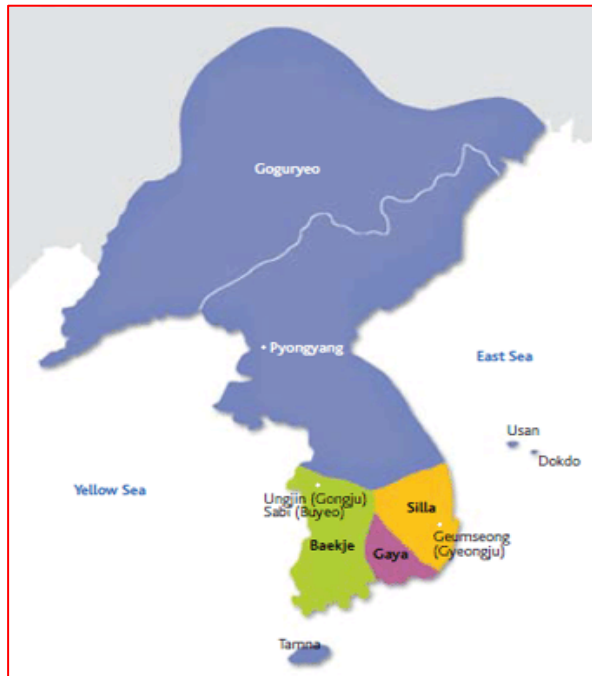 Goguryeo
Pyongyang
East Sea
Usan
Dokdo
Yellow Sea
Ungjin (Gongju)
Sabi (Buyeo)
Silla
Geumseong
(Gyeongju)
Baekje
Gaya
Tamna